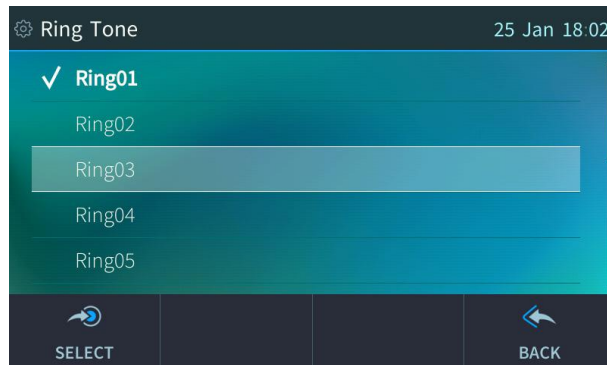 Ring Tone 25 Jan 18:02
Ring01
Ring02
Ring03
Ring04
Ring05
SELECT BACK